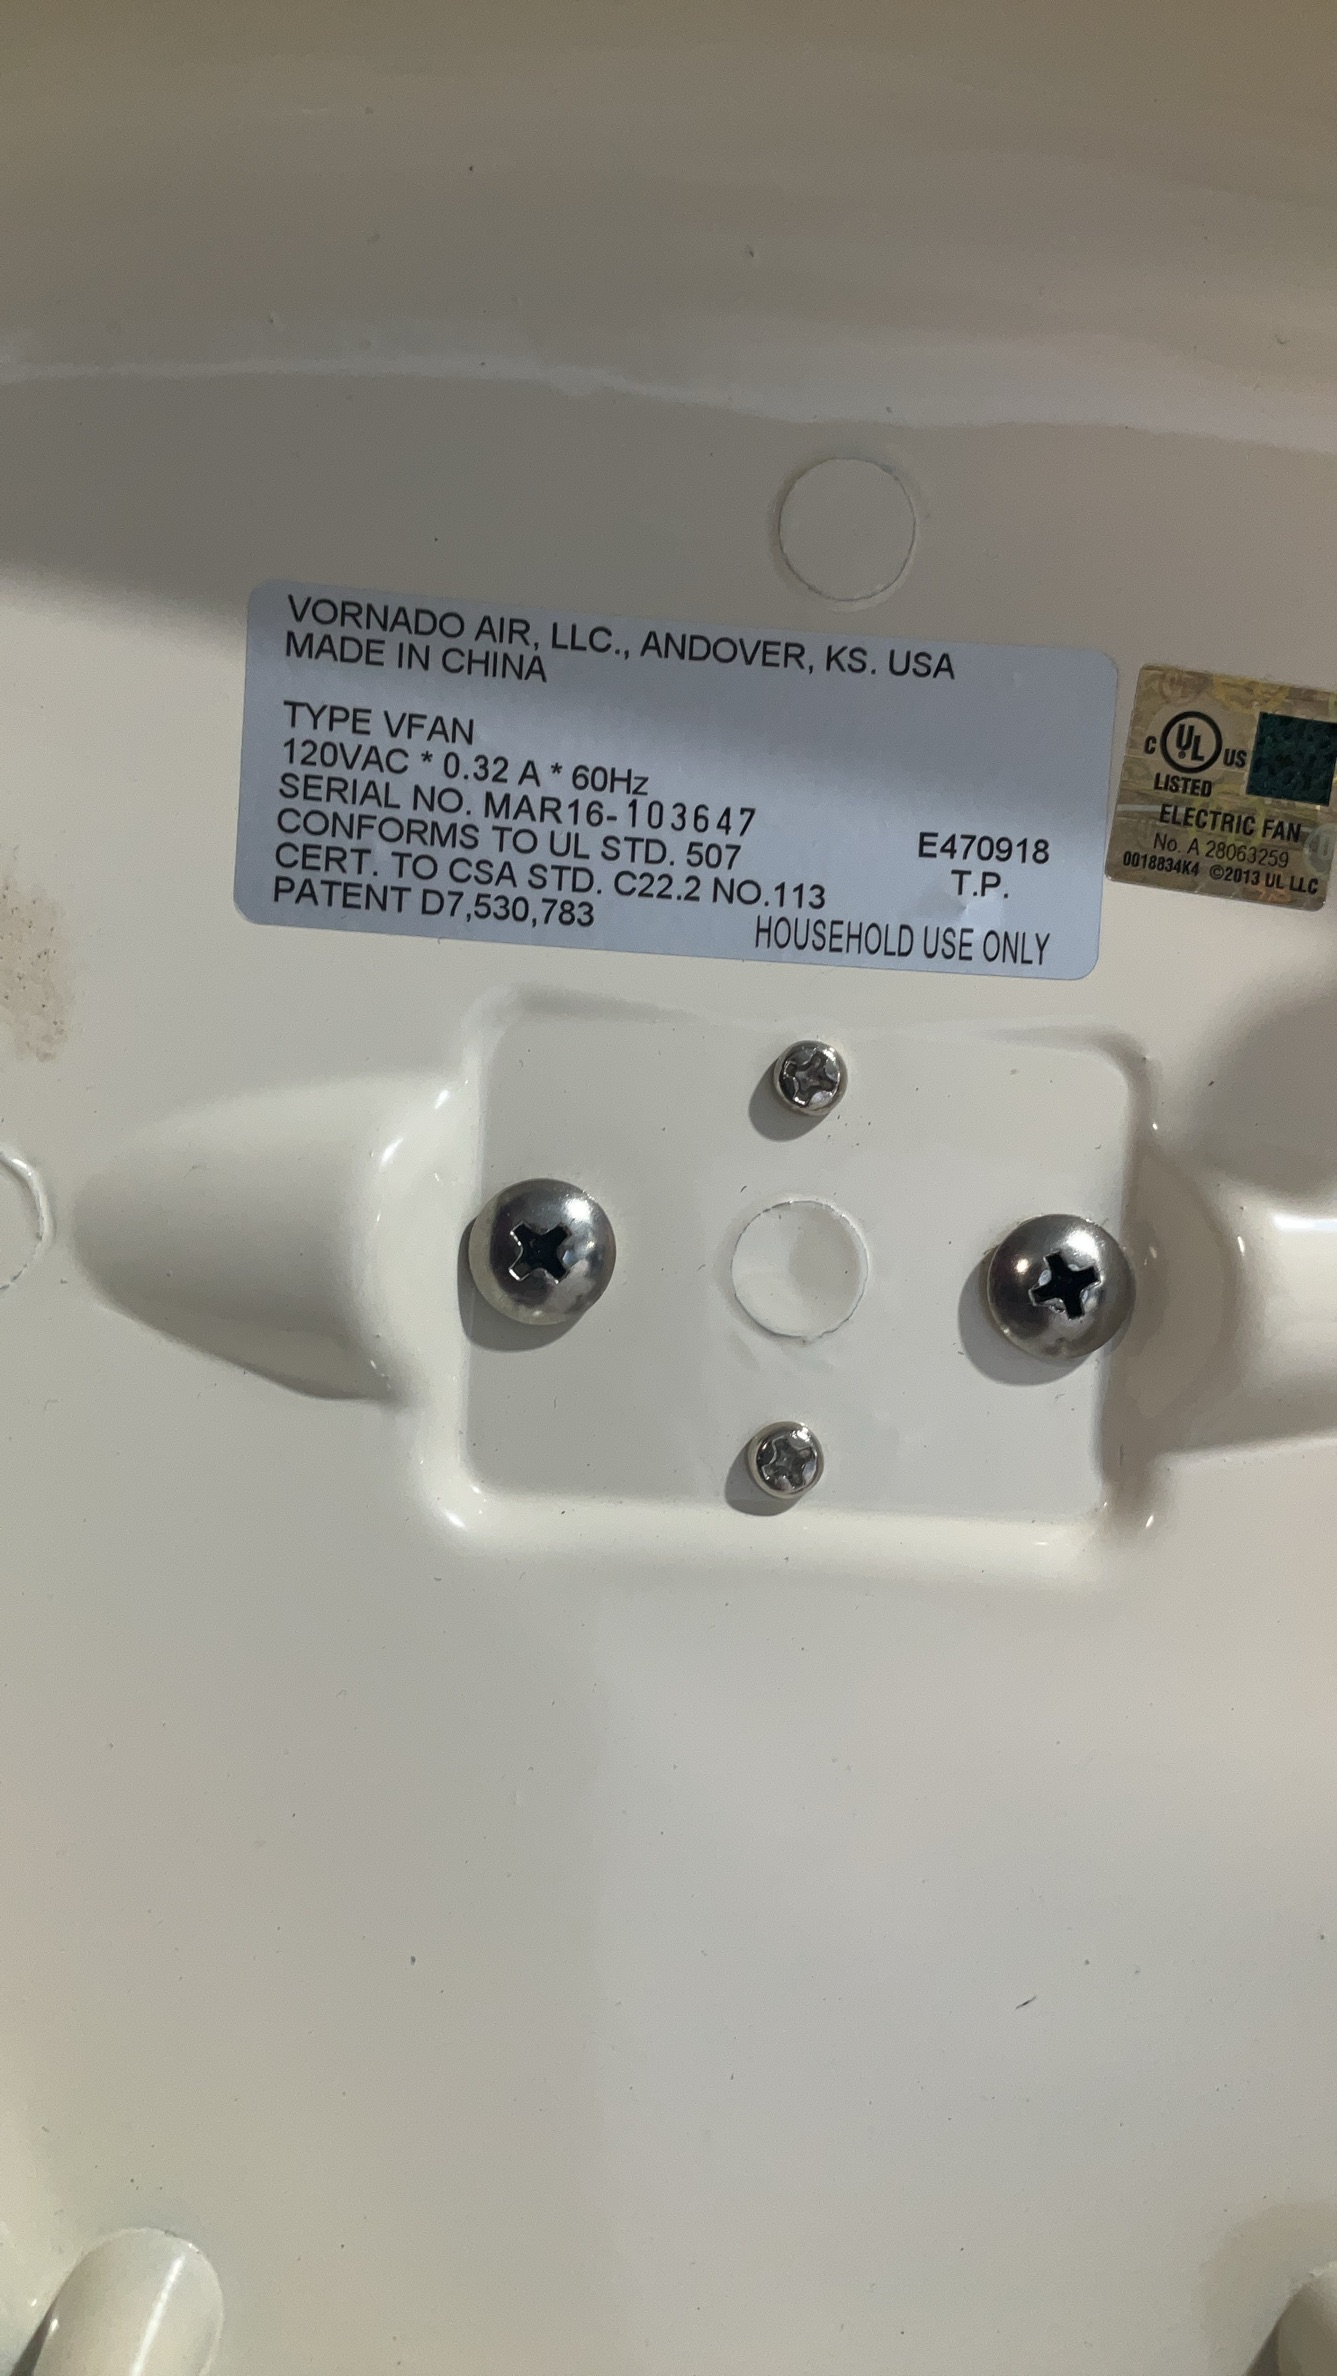 VORNADO AIR, LLC., ANDOVER, KS. USA
MADE IN CHINA
TYPE VFAN
120VAC * 0.32 A * 60Hz
SERIAL NO. MAR16-103647
CONFORMS TO UL STD. 507
CERT. TO CSA STD. C22.2 NO.113
PATENT D7,530,783
E470918
T.P.
HOUSEHOLD USE ONLY
C UL US
LISTED
ELECTRIC FAN
No. A 28063259
0018834K4 ©2013 UL LLC